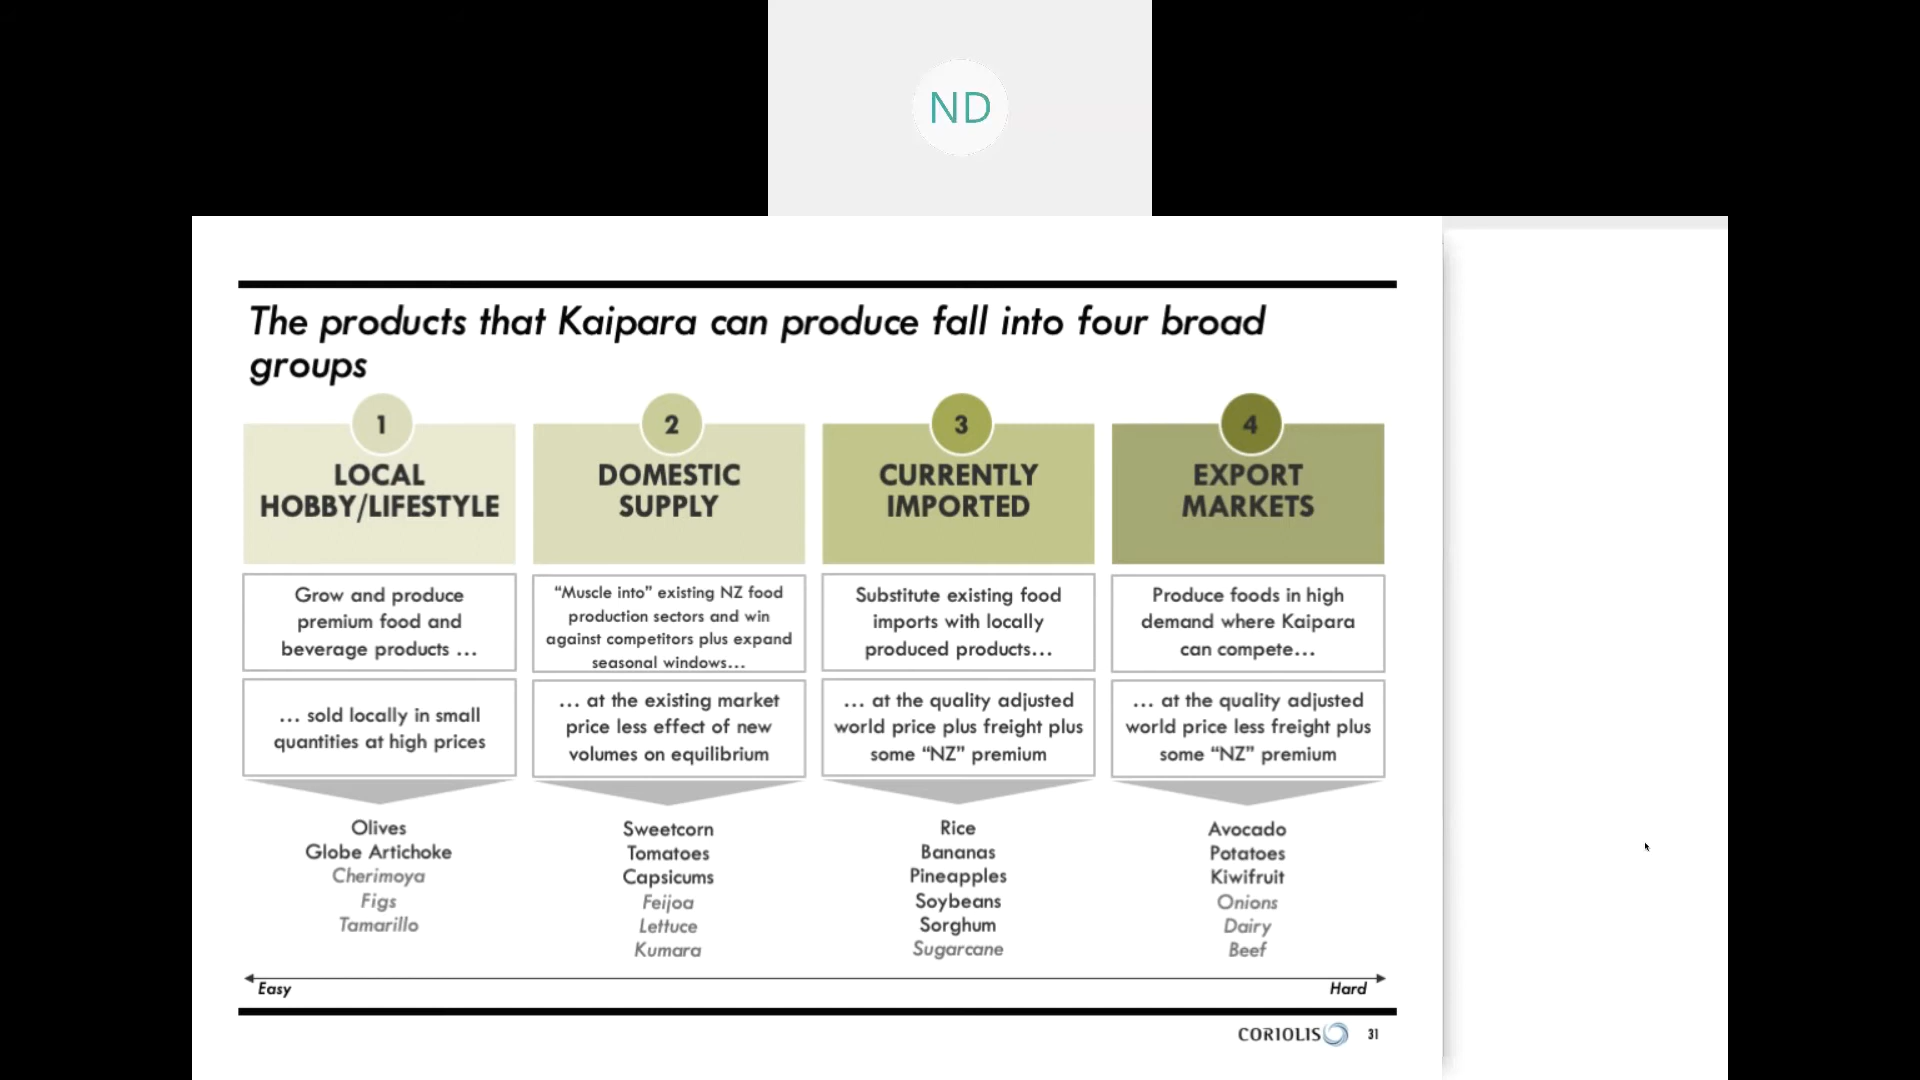 ND
The products that Kaipara can produce fall into four broad
groups
1
LOCAL
HOBBY/LIFESTYLE
Grow and produce
premium food and
beverage products ...
... sold locally in small
quantities at high prices
Olives
Globe Artichoke
Cherimoya
Figs
Tamarillo
2
DOMESTIC
SUPPLY
“Muscle into” existing NZ food
production sectors and win
against competitors plus expand
seasonal windows...
... at the existing market
price less effect of new
volumes on equilibrium
Sweetcorn
Tomatoes
Capsicums
Feijoa
Lettuce
Kumara
3
CURRENTLY
IMPORTED
Substitute existing food
imports with locally
produced products...
... at the quality adjusted
world price plus freight plus
some “NZ” premium
Rice
Bananas
Pineapples
Soybeans
Sorghum
Sugarcane
4
EXPORT
MARKETS
Produce foods in high
demand where Kaipara
can compete...
... at the quality adjusted
world price less freight plus
some “NZ” premium
Avocado
Potatoes
Kiwifruit
Onions
Dairy
Beef
Easy
Hard
CORIOLIS
31